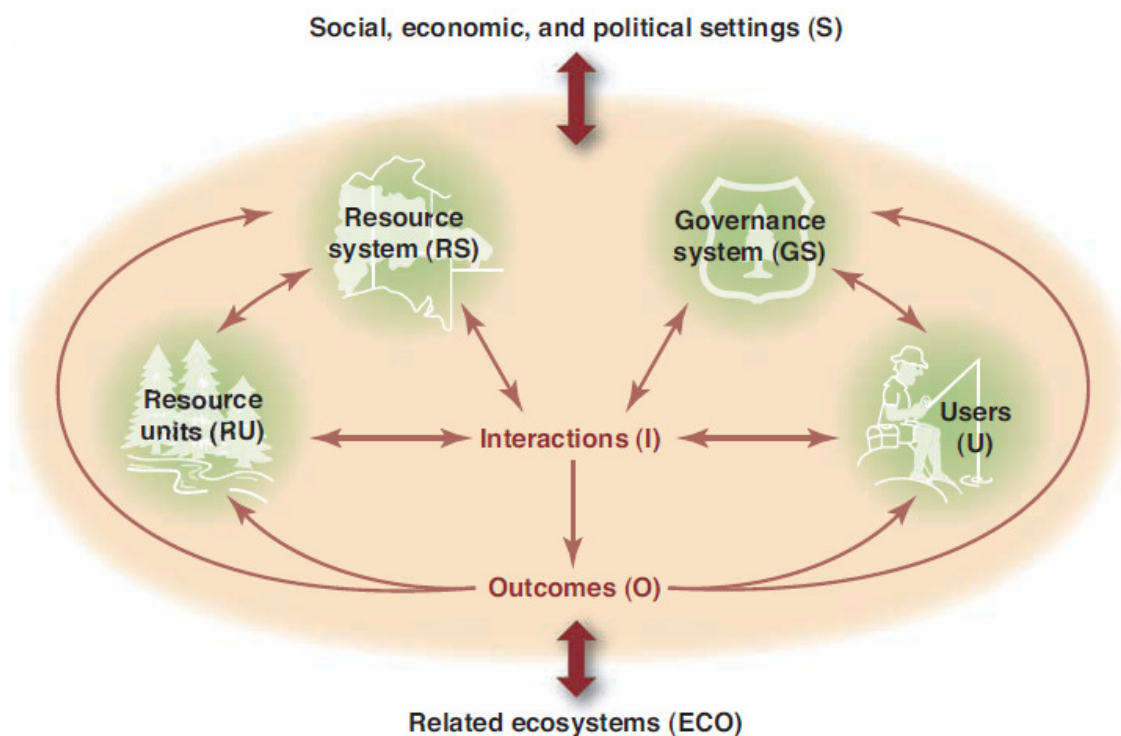 Social, economic, and political settings (S)
Resource
system (RS)
Governance
system (GS)
Resource
units (RU)
Interactions (I)
Users
(U)
Outcomes (O)
Related ecosystems (ECO)